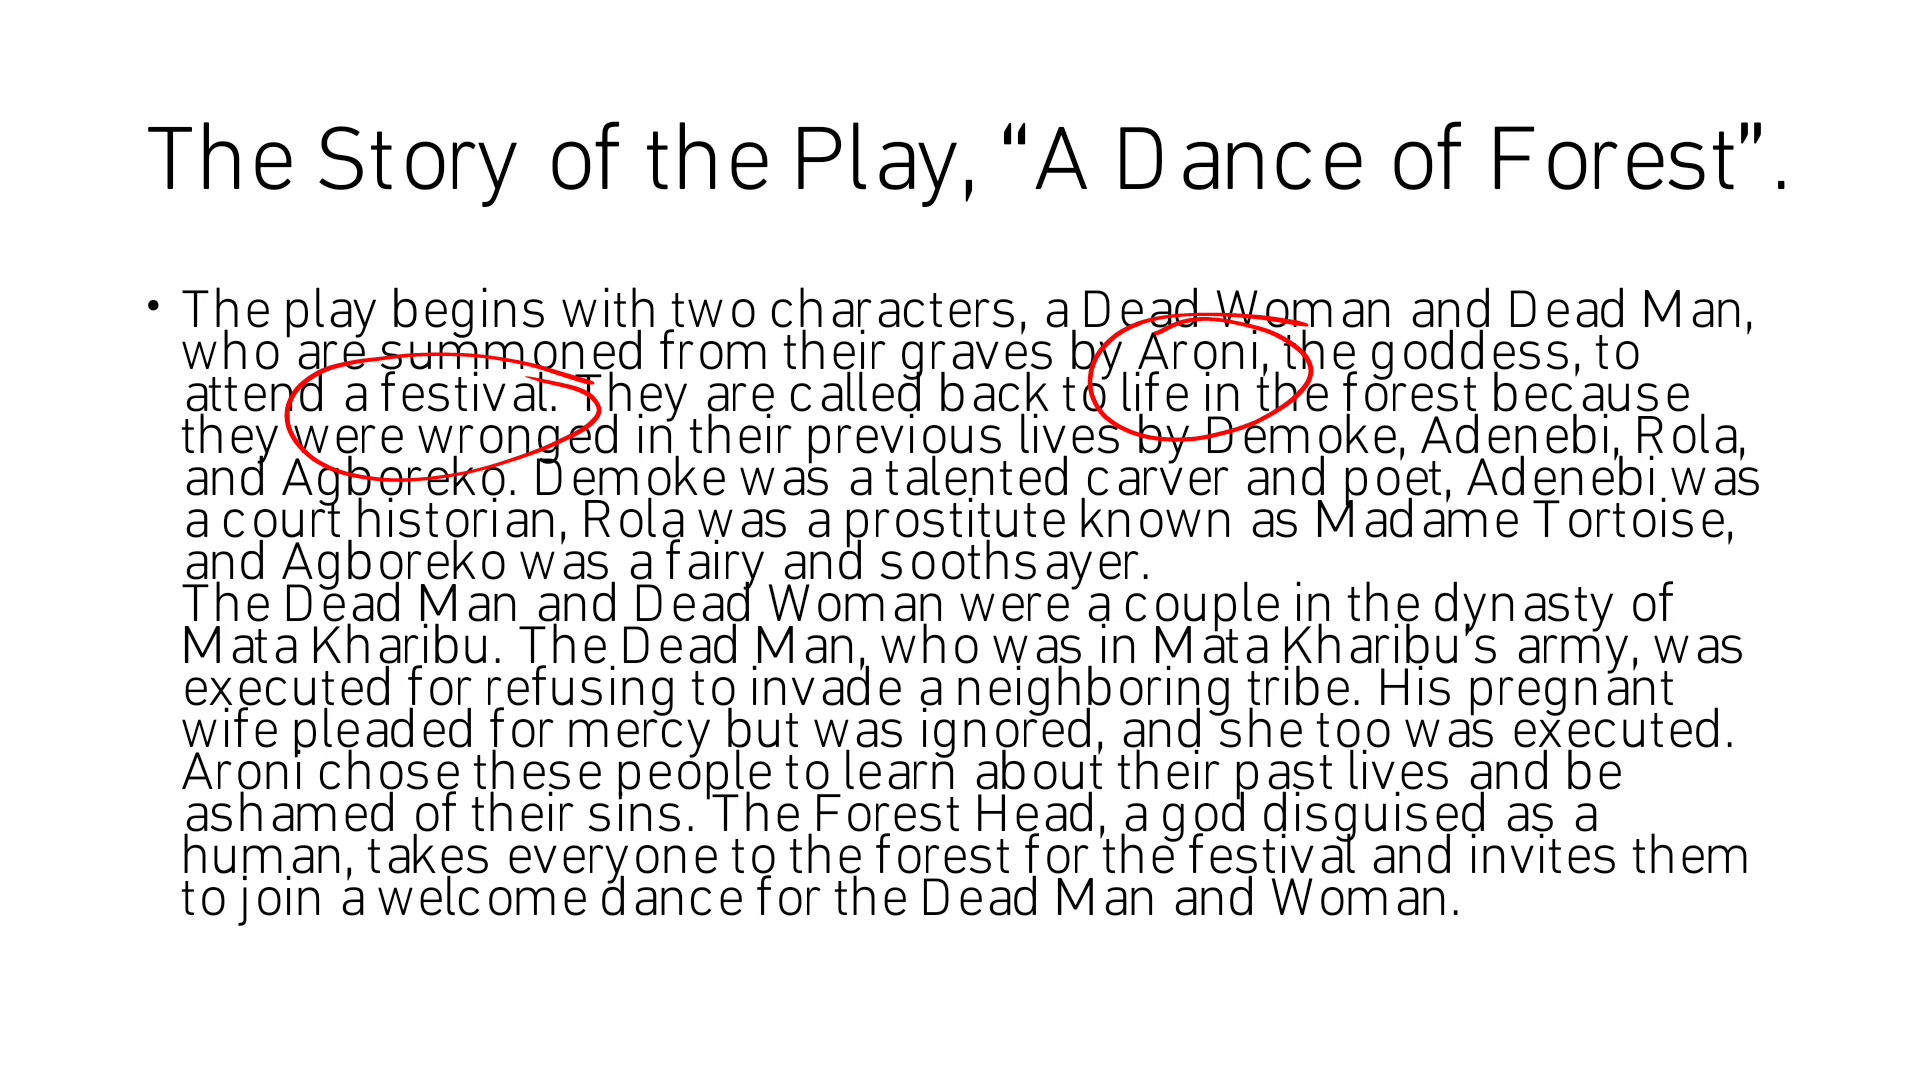 The Story of the Play, “A Dance of Forest”.
• The play begins with two characters, a Dead Woman and Dead Man,
who are summoned from their graves by Aroni, the goddess, to
attend a festival. They are called back to life in the forest because
they were wronged in their previous lives by Demoke, Adenebi, Rola,
and Agboreko. Demoke was a talented carver and poet, Adenebi was
a court historian, Rola was a prostitute known as Madame Tortoise,
and Agboreko was a fairy and soothsayer.
The Dead Man and Dead Woman were a couple in the dynasty of
Mata Kharibu. The Dead Man, who was in Mata Kharibu’s army, was
executed for refusing to invade a neighboring tribe. His pregnant
wife pleaded for mercy but was ignored, and she too was executed.
Aroni chose these people to learn about their past lives and be
ashamed of their sins. The Forest Head, a god disguised as a
human, takes everyone to the forest for the festival and invites them
to join a welcome dance for the Dead Man and Woman.